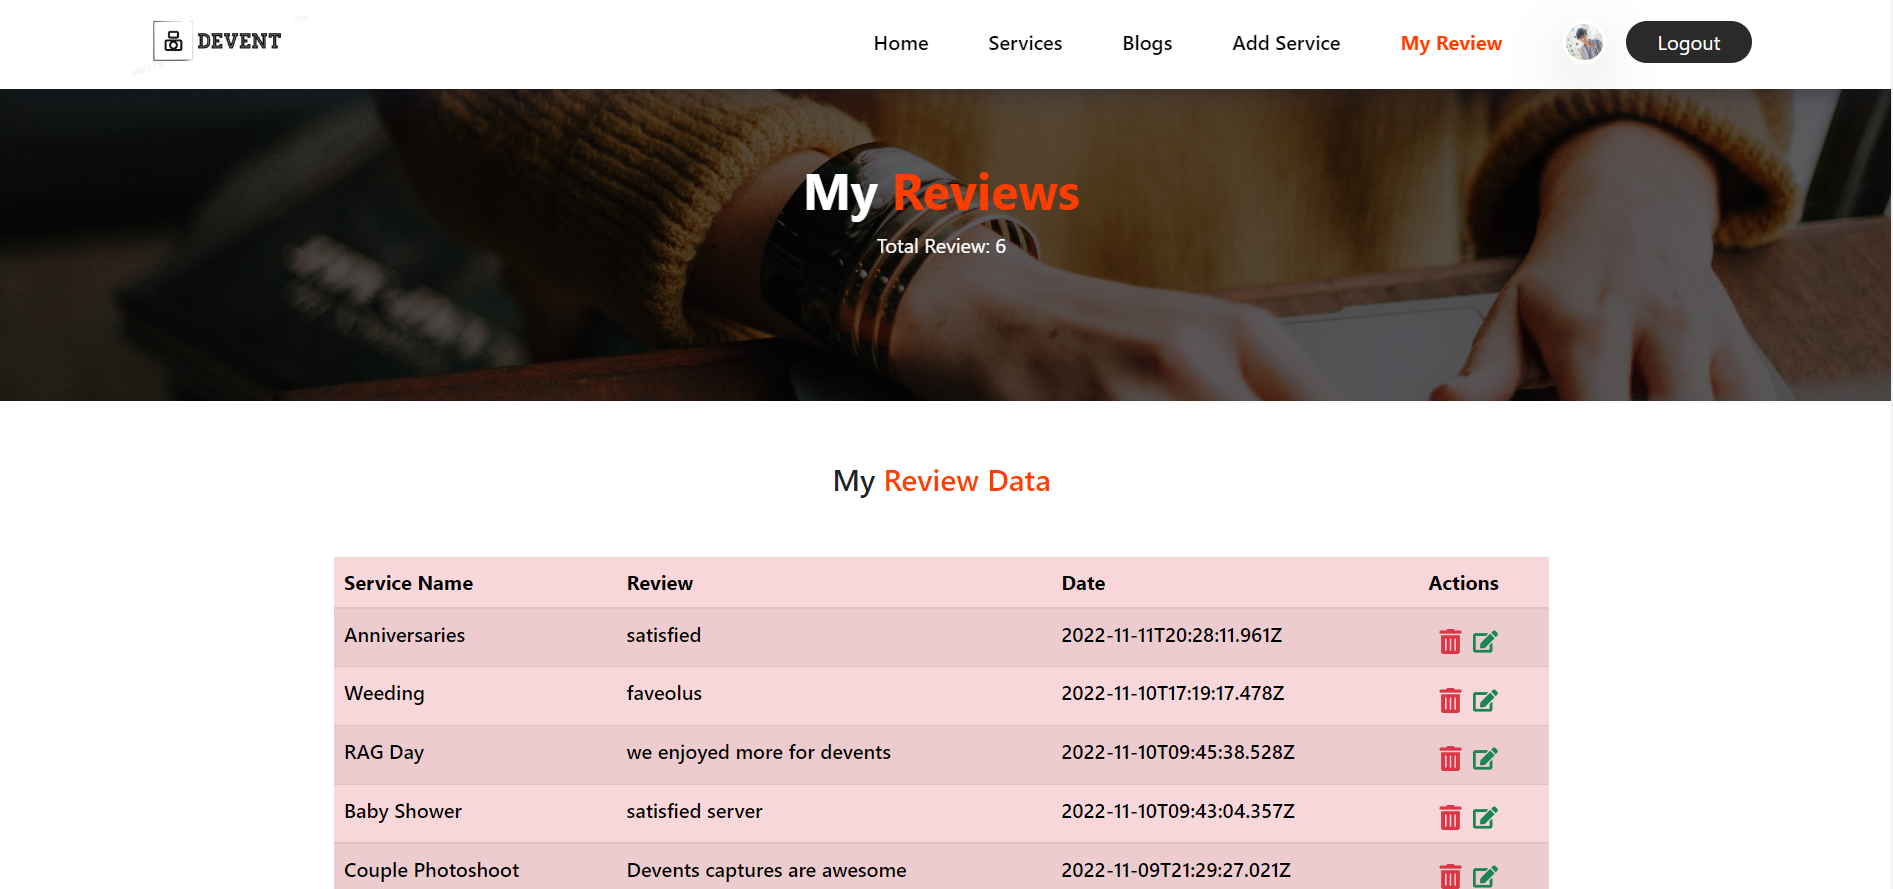 DEVENT Home Services Blogs Add Service My Review Logout
My Reviews
Total Review: 6
My Review Data
Service Name Review Date Actions
Anniversaries satisfied 2022-11-11T20:28:11.961Z
Weeding faveolus 2022-11-10T17:19:17.478Z
RAG Day we enjoyed more for devents 2022-11-10T09:45:38.528Z
Baby Shower satisfied server 2022-11-10T09:43:04.357Z
Couple Photoshoot Devents captures are awesome 2022-11-09T21:29:27.021Z